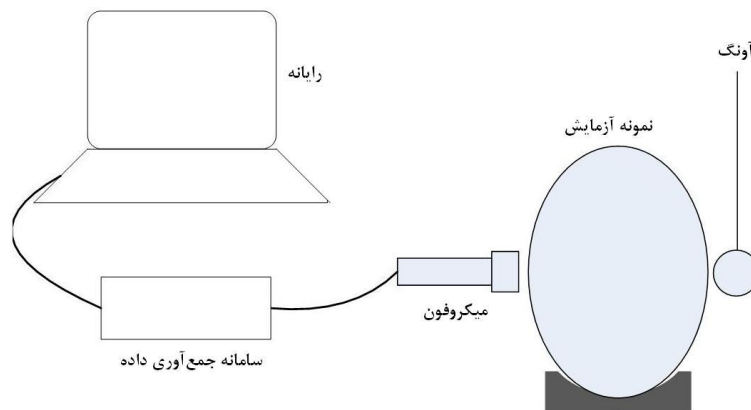 آونگ
رایانه
نمونه آزمایش
میکروفون
سامانه جمع‌آوری داده